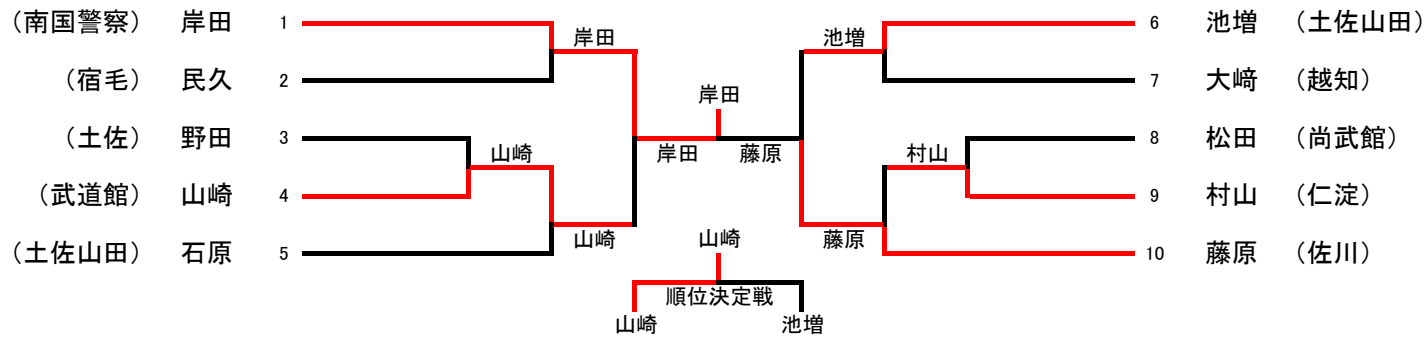 （南国警察） 岸田 1
岸田
池増
6 池増 （土佐山田）
（宿毛） 民久 2
岸田
7 大﨑 （越知）
（土佐） 野田 3
山崎
岸田
藤原
村山
8 松田 （尚武館）
（武道館） 山崎 4
9 村山 （仁淀）
（土佐山田） 石原 5
山崎
山崎
藤原
10 藤原 （佐川）
順位決定戦
山崎
池増